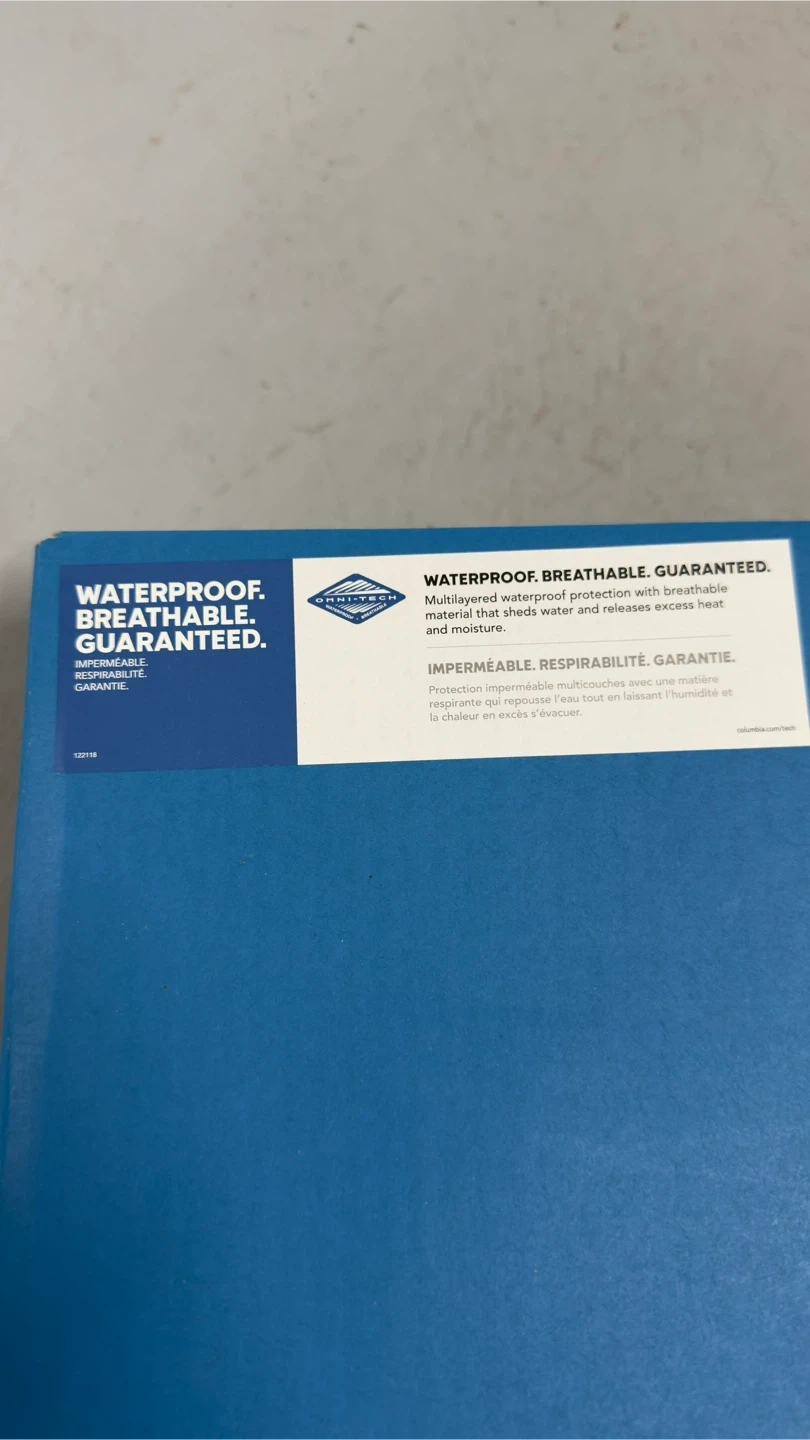 WATERPROOF.
BREATHABLE.
GUARANTEED.
IMPERMÉABLE.
RESPIRABILITÉ.
GARANTIE.
122118
OMNI-TECH
WATERPROOF • BREATHABLE
WATERPROOF. BREATHABLE. GUARANTEED.
Multilayered waterproof protection with breathable
material that sheds water and releases excess heat
and moisture.
IMPERMÉABLE. RESPIRABILITÉ. GARANTIE.
Protection imperméable multicouches avec une matière
respirante qui repousse l'eau tout en laissant l'humidité et
la chaleur en excès s'évacuer.
columbia.com/tech